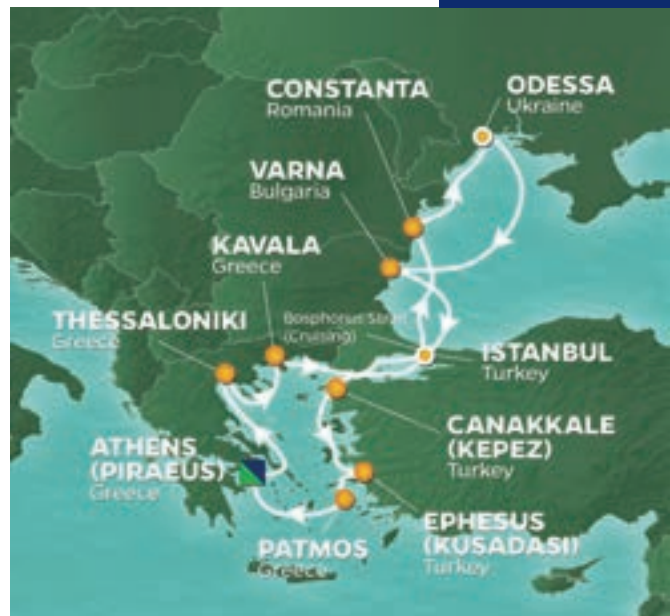 CONSTANTA
Romania
ODESSA
Ukraine
VARNA
Bulgaria
KAVALA
Greece
THESSALONIKI
Greece
Bosphorus Strait
(Cruising)
ISTANBUL
Turkey
CANAKKALE
(KEPEZ)
Turkey
ATHENS
(PIRAEUS)
Greece
EPHESUS
(KUSADASI)
Turkey
PATMOS
Greece